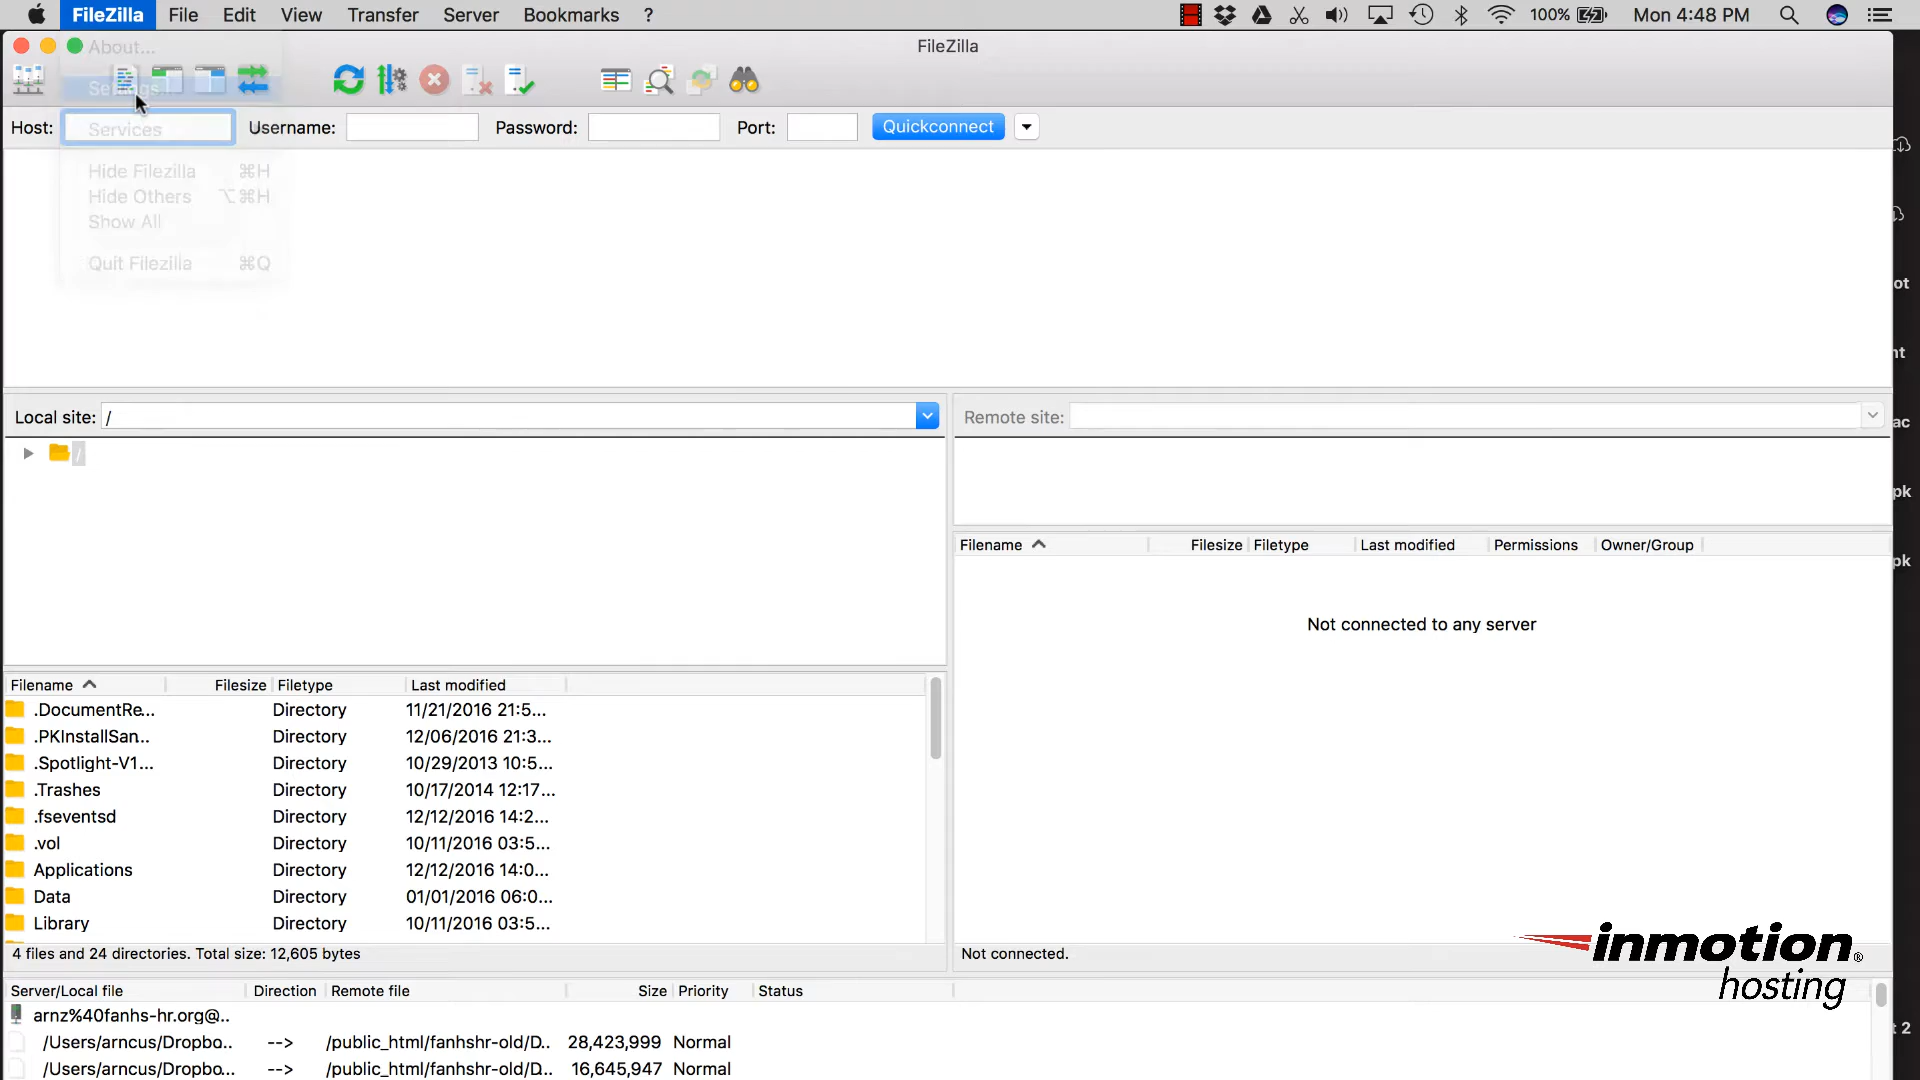 FileZilla File Edit View Transfer Server Bookmarks ? 100% Mon 4:48 PM
About...
FileZilla
Settings...
Host: Services Username: Password: Port: Quickconnect
Hide Filezilla ⌘H
Hide Others ⌥⌘H
Show All
Quit Filezilla ⌘Q
Local site: /
Remote site:
/
Filename Filesize Filetype Last modified Permissions Owner/Group
Not connected to any server
Filename Filesize Filetype Last modified
.DocumentRe... Directory 11/21/2016 21:5...
.PKInstallSan... Directory 12/06/2016 21:3...
.Spotlight-V1... Directory 10/29/2013 10:5...
.Trashes Directory 10/17/2014 12:17...
.fseventsd Directory 12/12/2016 14:2...
.vol Directory 10/11/2016 03:5...
Applications Directory 12/12/2016 14:0...
Data Directory 01/01/2016 06:0...
Library Directory 10/11/2016 03:5...
4 files and 24 directories. Total size: 12,605 bytes
Not connected.
inmotion®
hosting
Server/Local file Direction Remote file Size Priority Status
arnz%40fanhs-hr.org@..
/Users/arncus/Dropbo... --> /public_html/fanhshr-old/D.. 28,423,999 Normal
/Users/arncus/Dropbo... --> /public_html/fanhshr-old/D... 16,645,947 Normal
ot
nt
ac
pk
pk
t 2